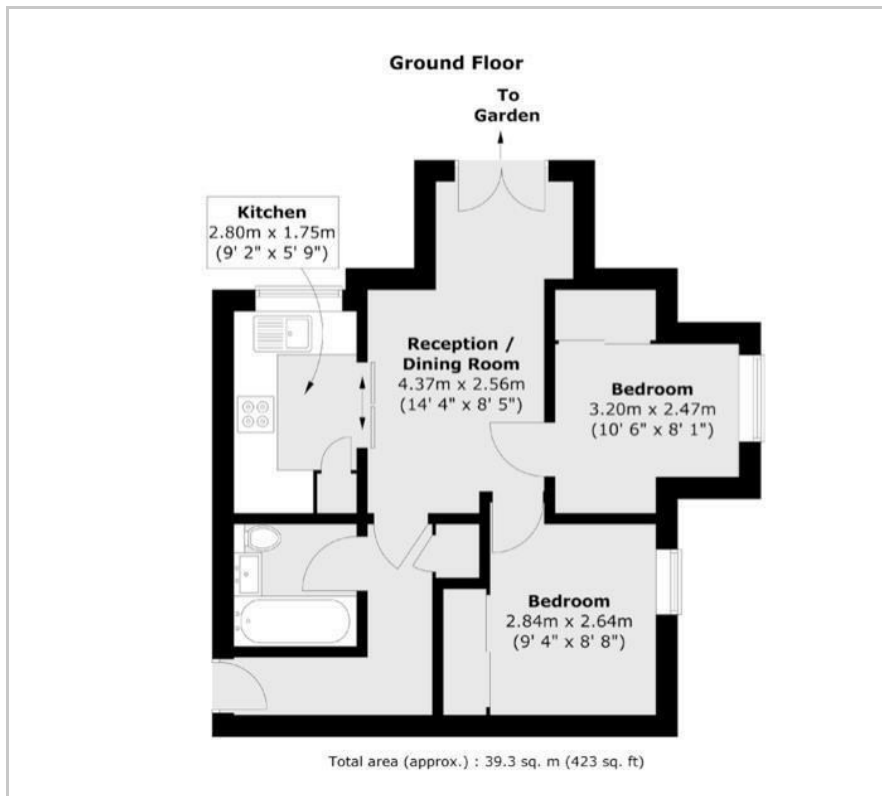 Ground Floor
To
Garden
Kitchen
2.80m x 1.75m
(9' 2" x 5' 9")
Reception /
Dining Room
4.37m x 2.56m
(14' 4" x 8' 5")
Bedroom
3.20m x 2.47m
(10' 6" x 8' 1")
Bedroom
2.84m x 2.64m
(9' 4" x 8' 8")
Total area (approx.) : 39.3 sq. m (423 sq. ft)